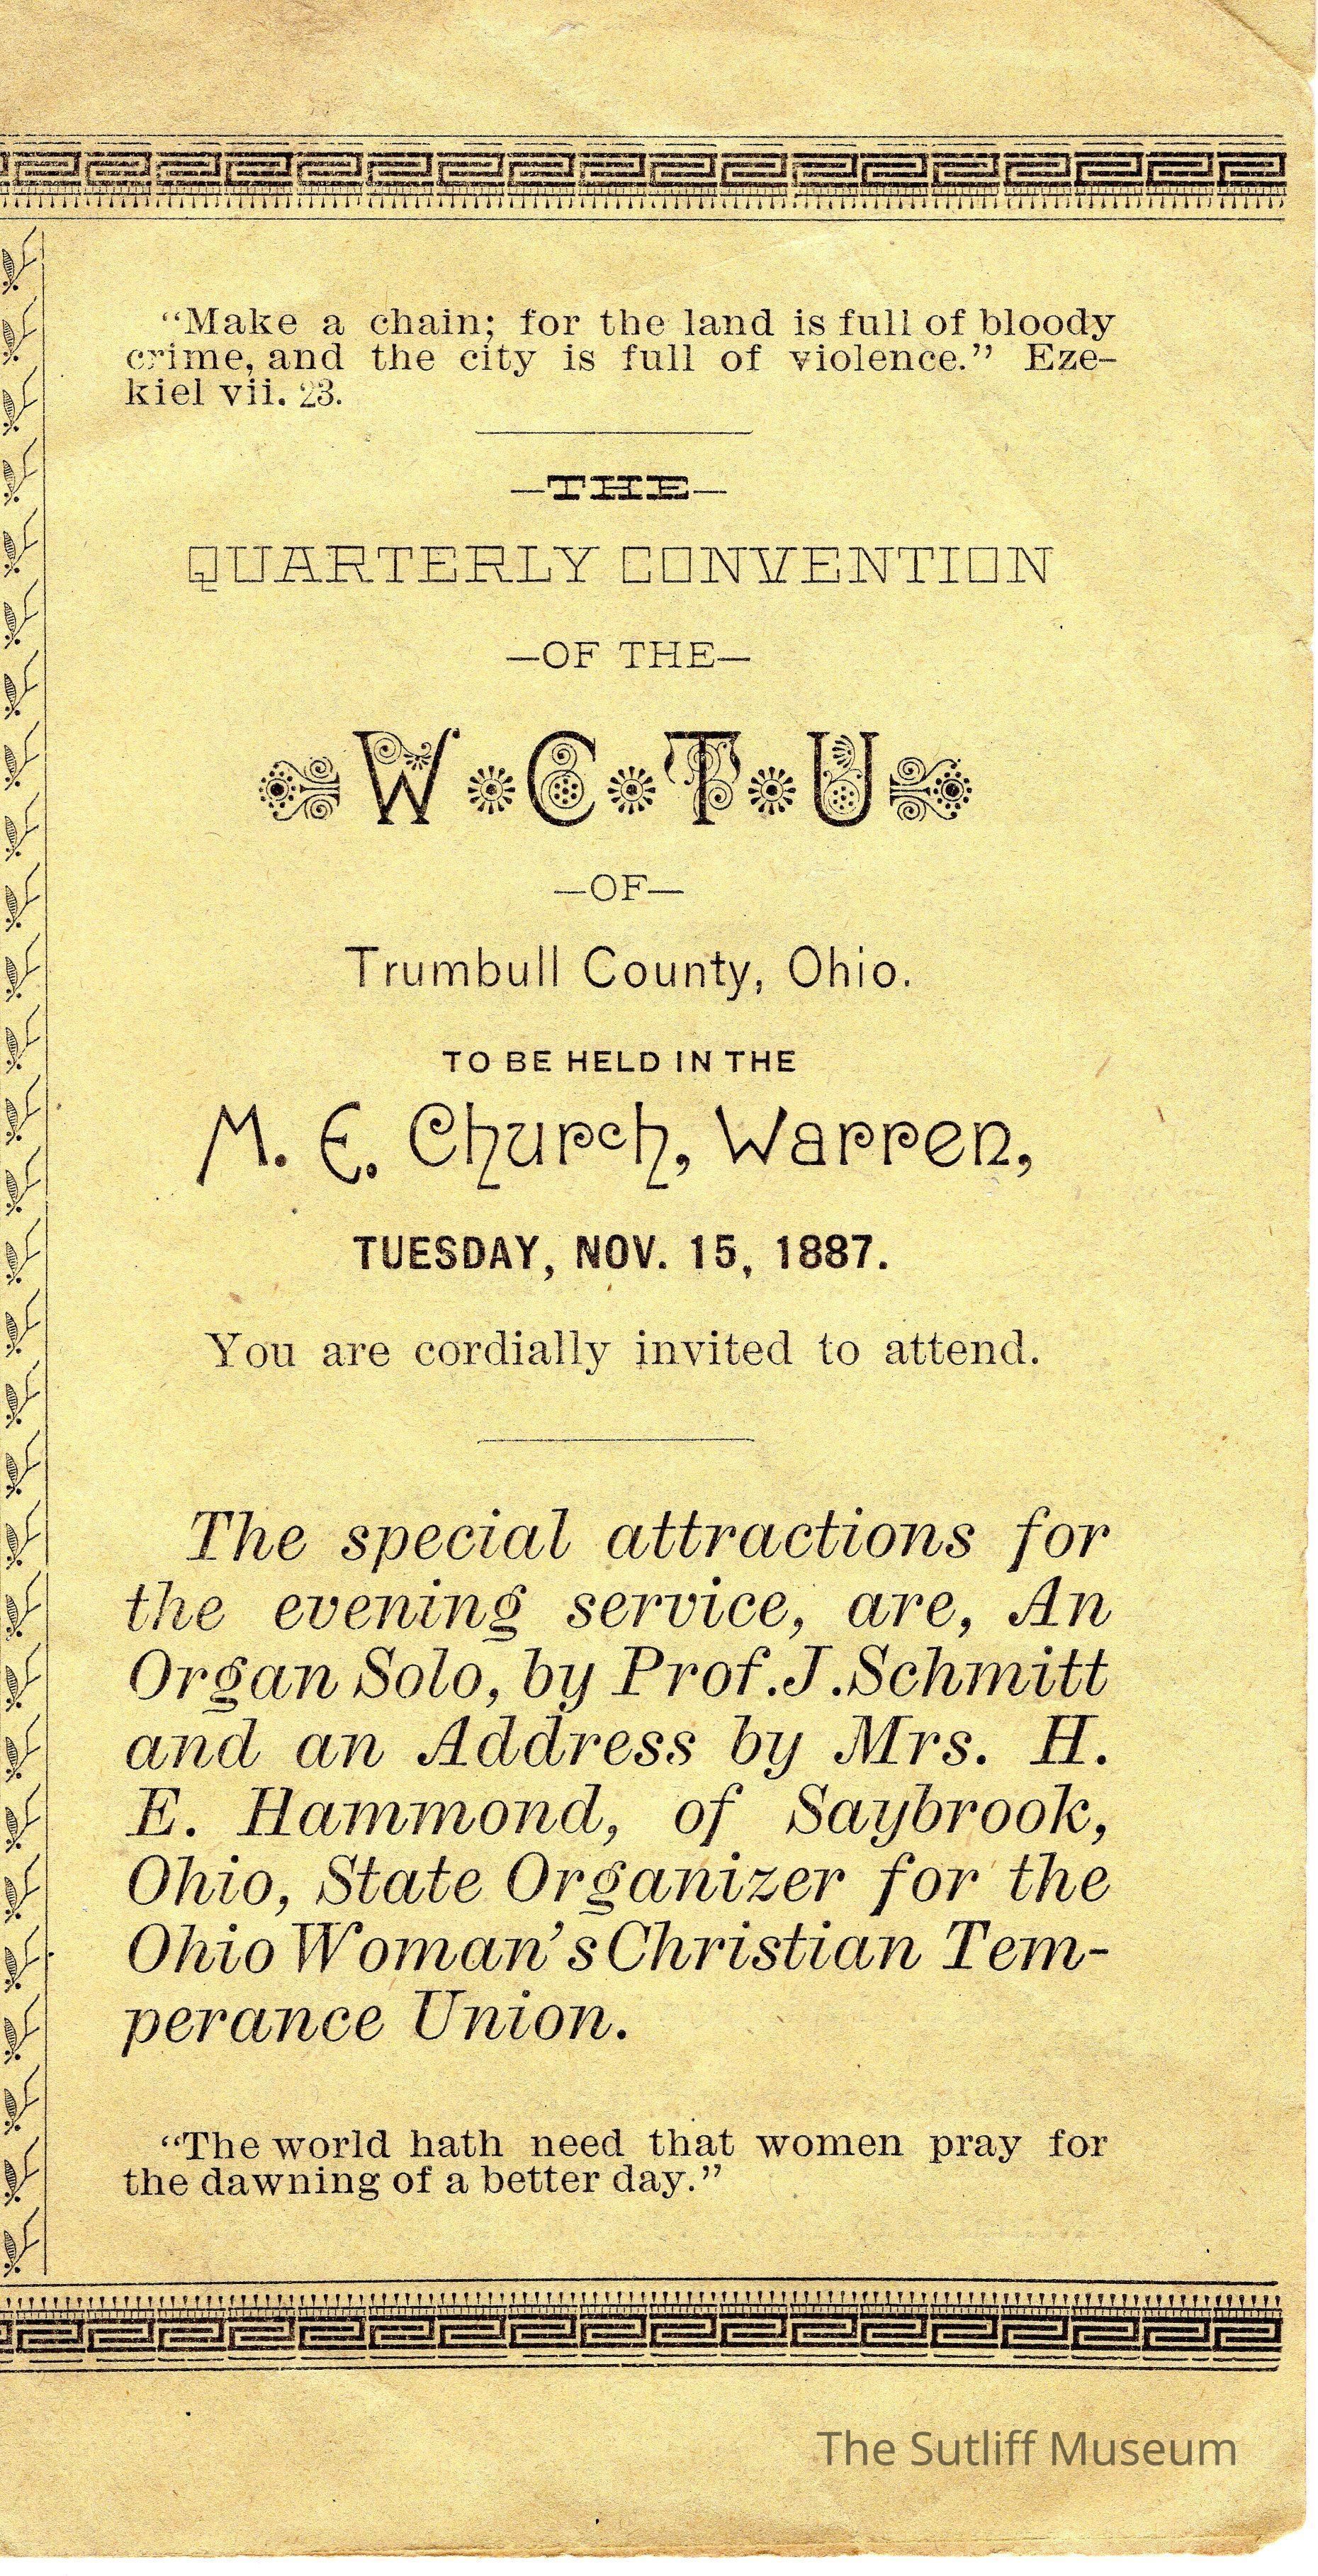 “Make a chain; for the land is full of bloody
crime, and the city is full of violence.” Eze-
kiel vii. 23.
—THE—
QUARTERLY CONVENTION
—OF THE—
W C T U
—OF—
Trumbull County, Ohio.
TO BE HELD IN THE
M. E. Church, Warren,
TUESDAY, NOV. 15, 1887.
You are cordially invited to attend.
The special attractions for
the evening service, are, An
Organ Solo, by Prof. J. Schmitt
and an Address by Mrs. H.
E. Hammond, of Saybrook,
Ohio, State Organizer for the
Ohio Woman's Christian Tem-
perance Union.
“The world hath need that women pray for
the dawning of a better day.”
The Sutliff Museum